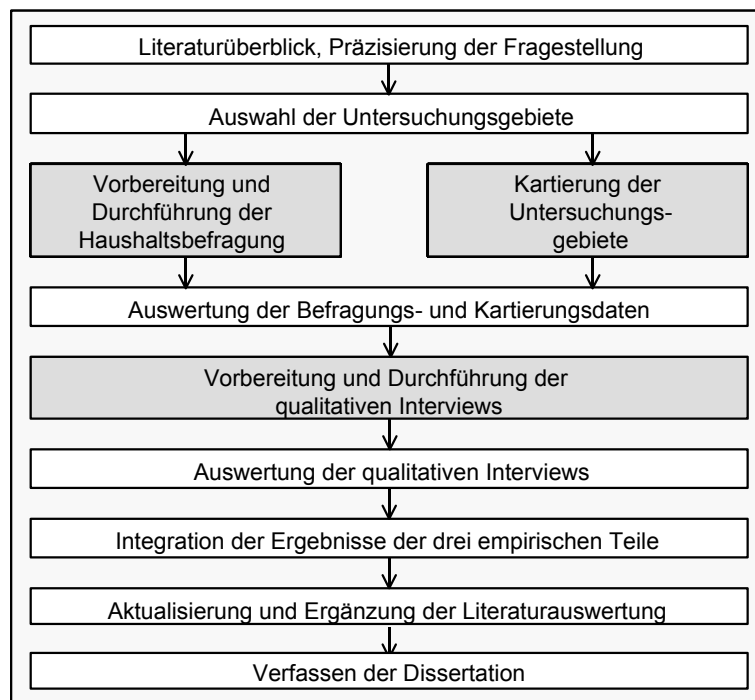 Literaturüberblick, Präzisierung der Fragestellung
Auswahl der Untersuchungsgebiete
Vorbereitung und
Durchführung der
Haushaltsbefragung
Kartierung der
Untersuchungs-
gebiete
Auswertung der Befragungs- und Kartierungsdaten
Vorbereitung und Durchführung der
qualitativen Interviews
Auswertung der qualitativen Interviews
Integration der Ergebnisse der drei empirischen Teile
Aktualisierung und Ergänzung der Literaturauswertung
Verfassen der Dissertation